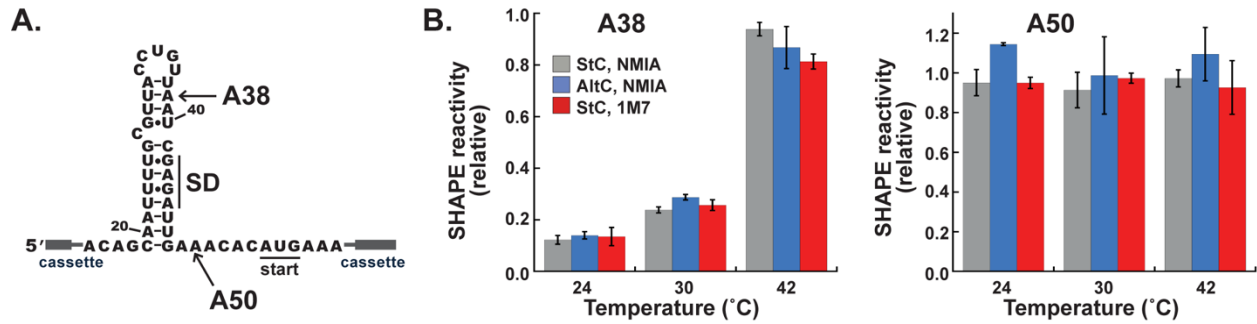 A.
U
C G
C U
A-U
U-A A38
U-A
G•U 40
C
G-C
U•G
U-A SD
U•G
U-A
A-U
20 A-U
5′ ACAGC-GAAACACAUGAAA
cassette start cassette
A50
B.
A38
SHAPE reactivity
(relative)
1.0
0.8
0.6
0.4
0.2
0.0
StC, NMIA
AltC, NMIA
StC, 1M7
24 30 42
Temperature (˚C)
A50
SHAPE reactivity
(relative)
1.2
1.0
0.8
0.6
0.4
0.2
0.0
24 30 42
Temperature (˚C)